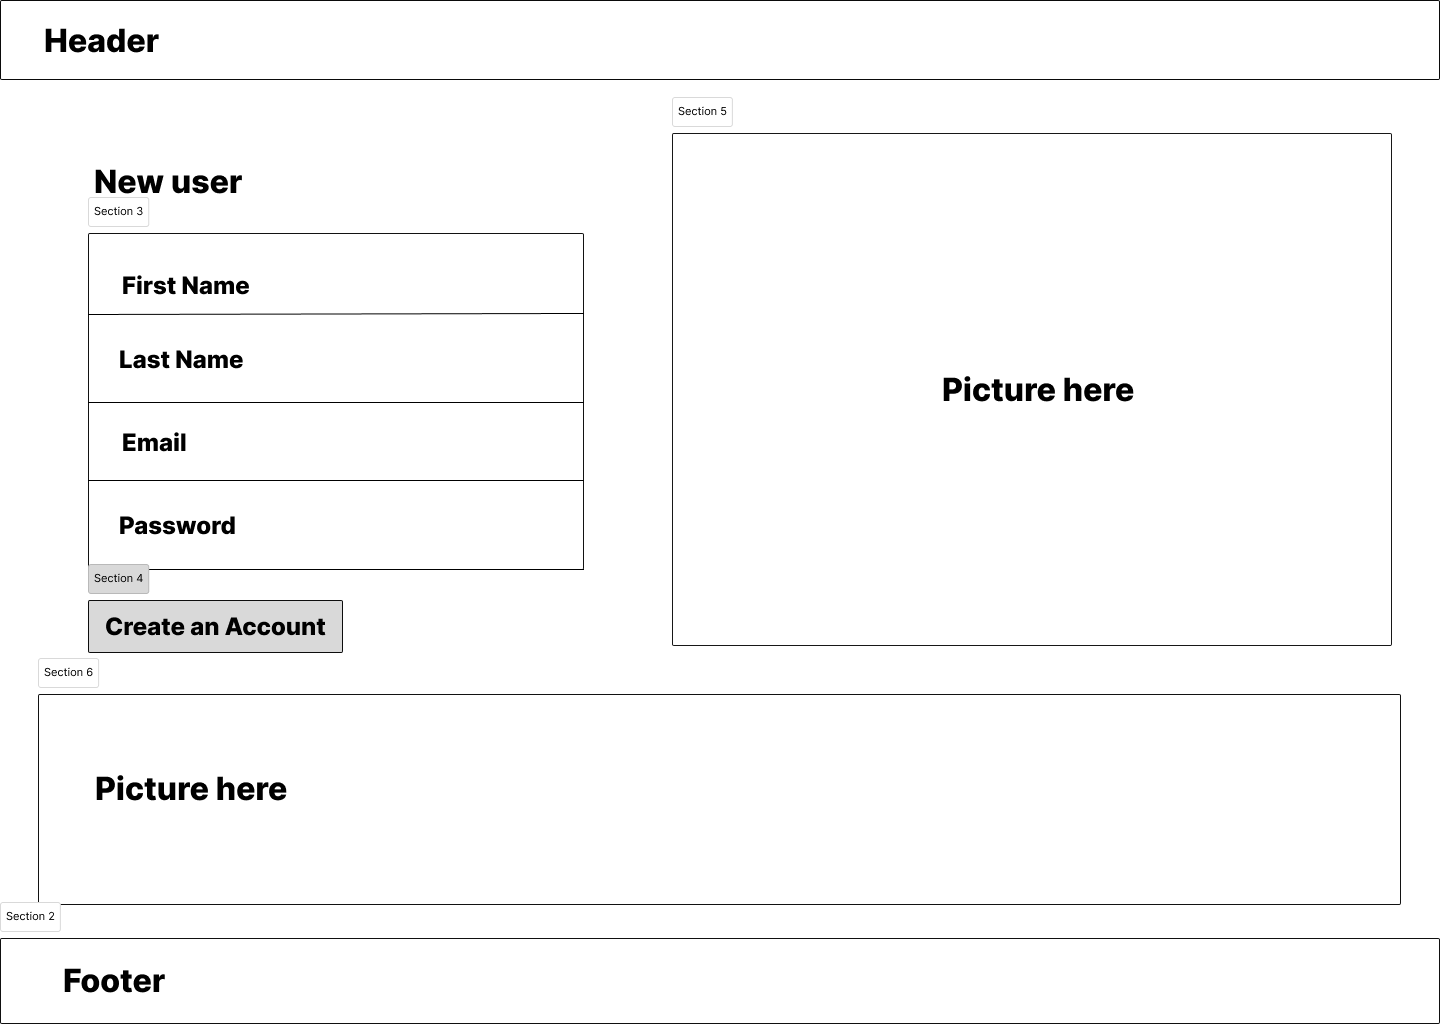 Header
Section 5
New user
Section 3
First Name
Last Name
Email
Password
Picture here
Section 4
Create an Account
Section 6
Picture here
Section 2
Footer